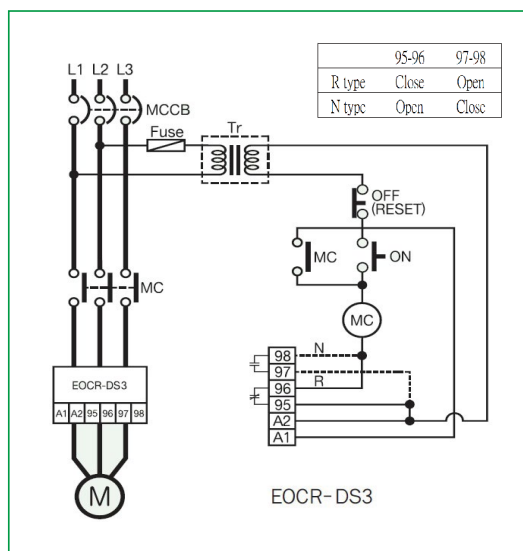 95-96 97-98
R type Close Open
N type Open Close
L1 L2 L3
MCCB
Fuse
Tr
OFF
(RESET)
MC
ON
MC
MC
98
N
97
96
R
95
A2
A1
EOCR-DS3
A1 A2 95 96 97 98
M
EOCR-DS3